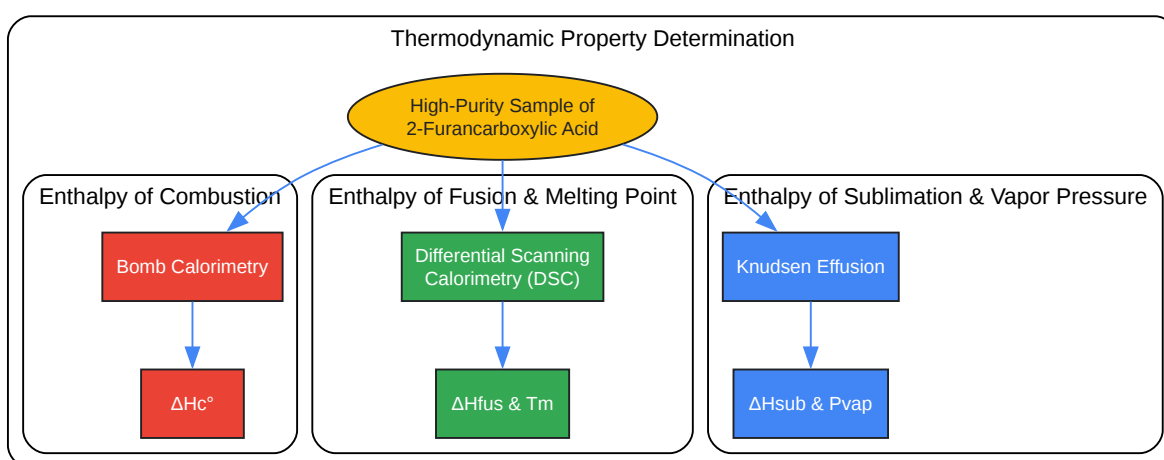 Thermodynamic Property Determination
High-Purity Sample of
2-Furancarboxylic Acid
Enthalpy of Combustion
Enthalpy of Fusion & Melting Point
Enthalpy of Sublimation & Vapor Pressure
Bomb Calorimetry
Differential Scanning
Calorimetry (DSC)
Knudsen Effusion
ΔHc°
ΔHfus & Tm
ΔHsub & Pvap